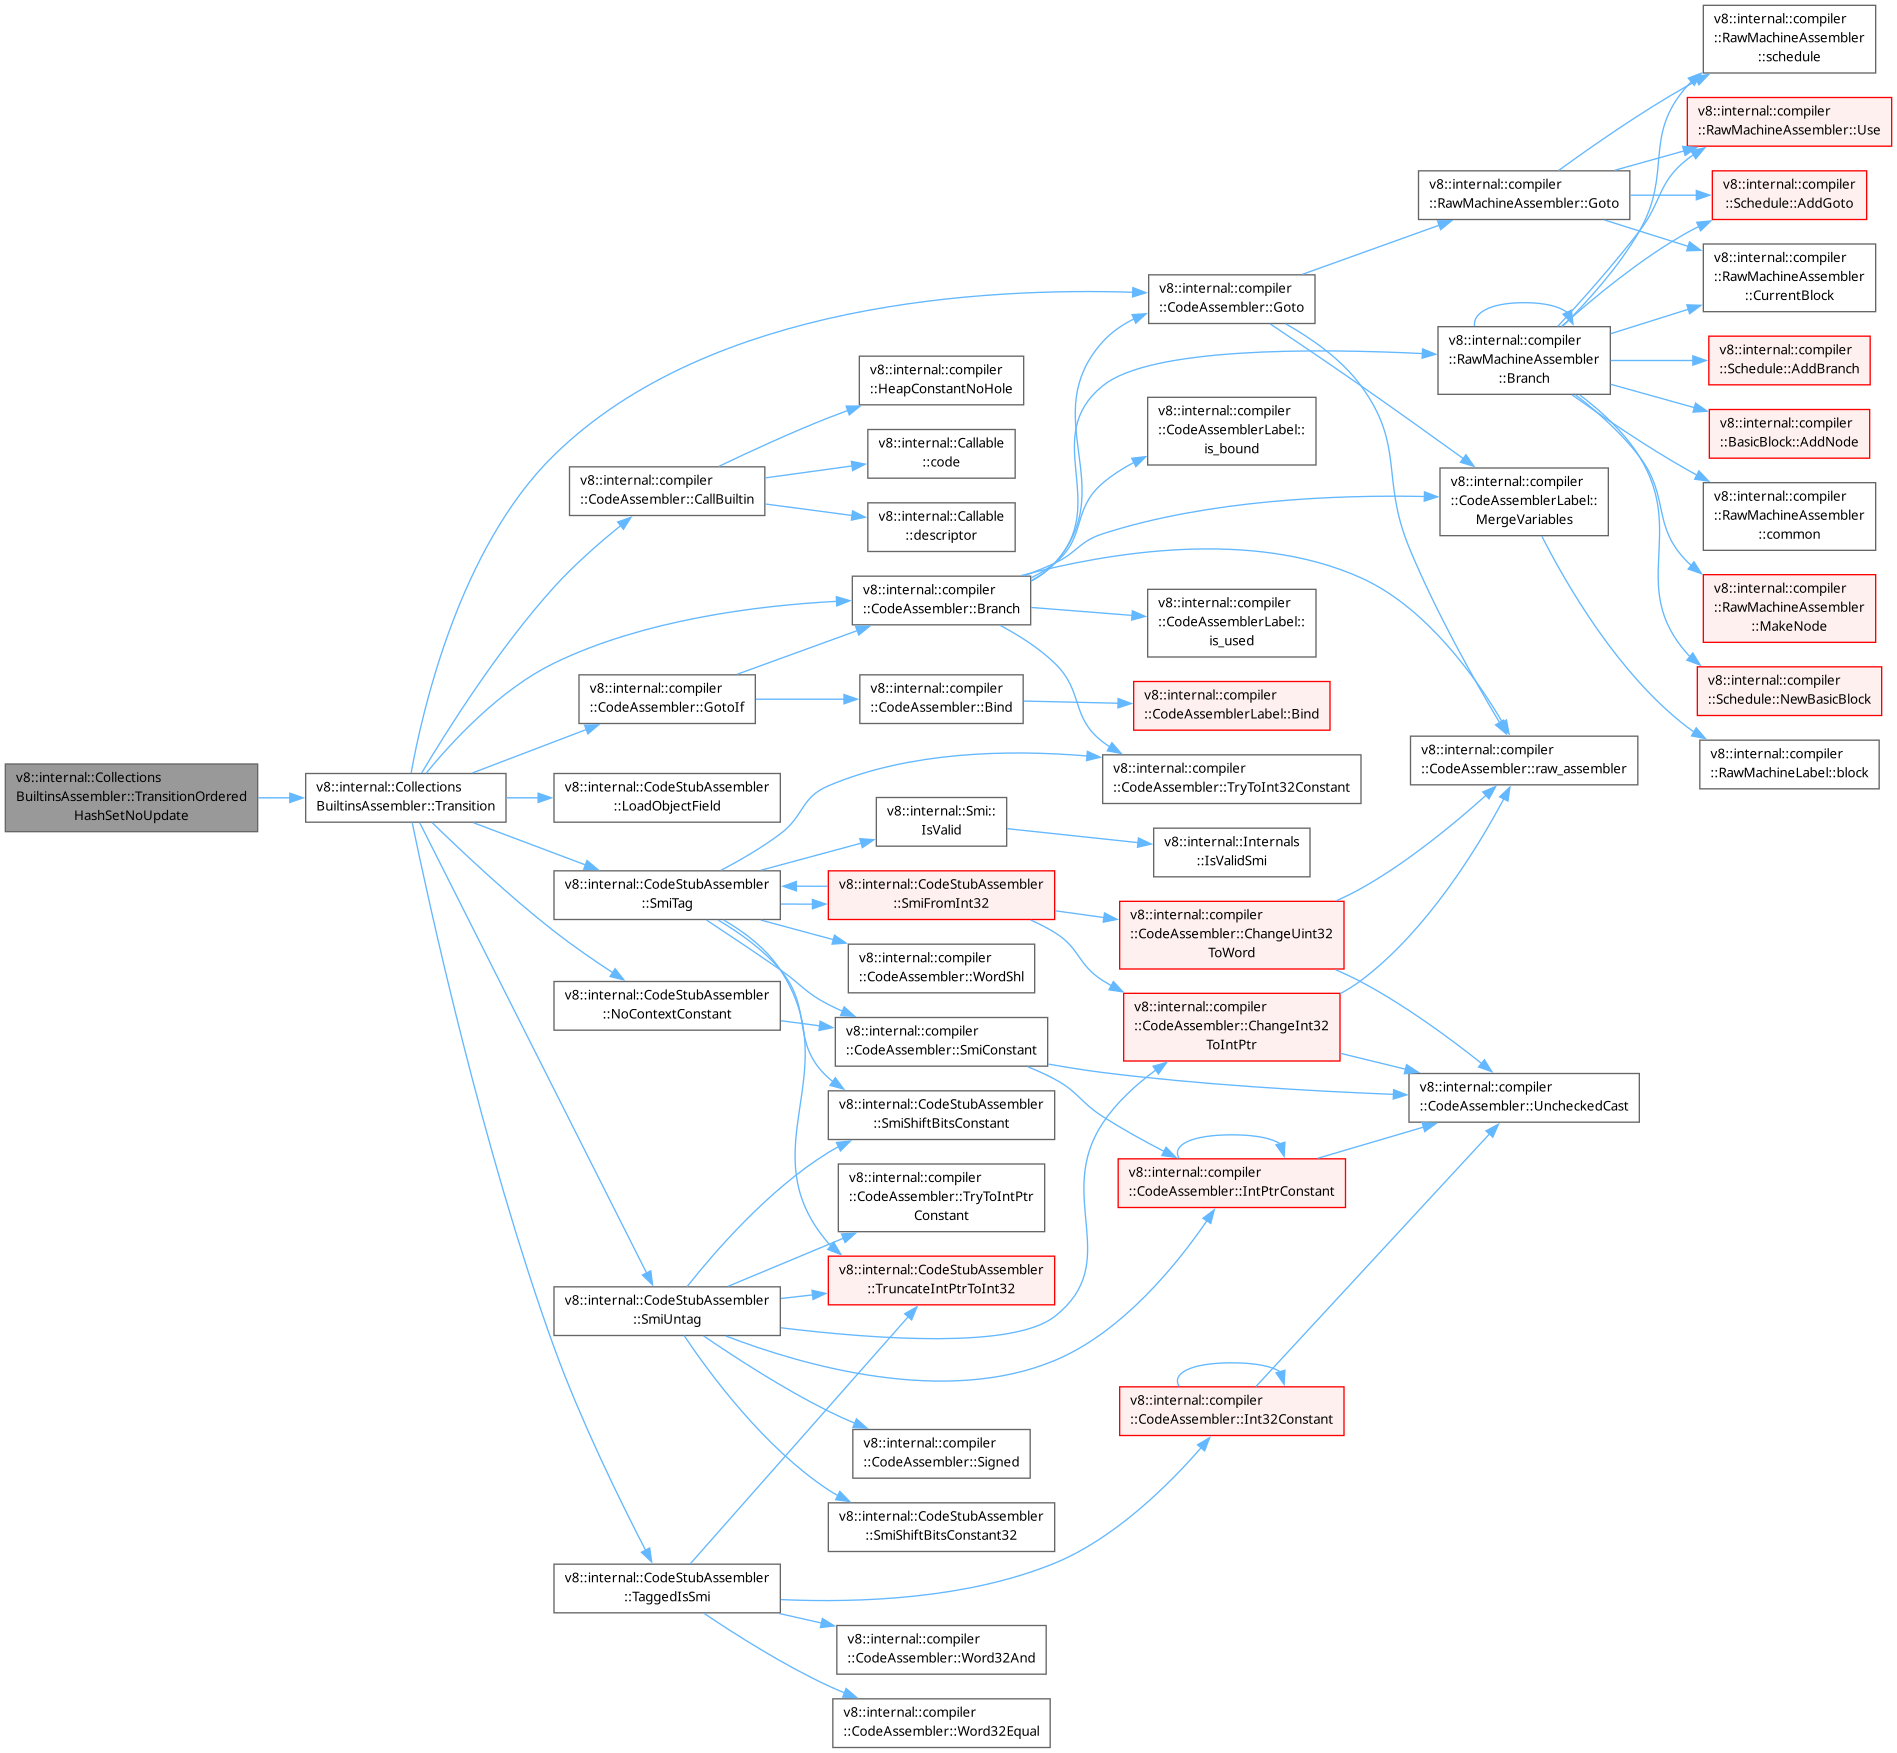 v8::internal::Collections
BuiltinsAssembler::TransitionOrdered
HashSetNoUpdate
v8::internal::Collections
BuiltinsAssembler::Transition
v8::internal::compiler
::CodeAssembler::CallBuiltin
v8::internal::compiler
::CodeAssembler::GotoIf
v8::internal::CodeStubAssembler
::LoadObjectField
v8::internal::CodeStubAssembler
::SmiTag
v8::internal::CodeStubAssembler
::NoContextConstant
v8::internal::CodeStubAssembler
::SmiUntag
v8::internal::CodeStubAssembler
::TaggedIsSmi
v8::internal::compiler
::HeapConstantNoHole
v8::internal::Callable
::code
v8::internal::Callable
::descriptor
v8::internal::compiler
::CodeAssembler::Branch
v8::internal::compiler
::CodeAssembler::Bind
v8::internal::Smi::
IsValid
v8::internal::CodeStubAssembler
::SmiFromInt32
v8::internal::compiler
::CodeAssembler::WordShl
v8::internal::compiler
::CodeAssembler::SmiConstant
v8::internal::CodeStubAssembler
::SmiShiftBitsConstant
v8::internal::compiler
::CodeAssembler::TryToIntPtr
Constant
v8::internal::CodeStubAssembler
::TruncateIntPtrToInt32
v8::internal::compiler
::CodeAssembler::Signed
v8::internal::CodeStubAssembler
::SmiShiftBitsConstant32
v8::internal::compiler
::CodeAssembler::Word32And
v8::internal::compiler
::CodeAssembler::Word32Equal
v8::internal::compiler
::CodeAssembler::Goto
v8::internal::compiler
::CodeAssemblerLabel::
is_bound
v8::internal::compiler
::CodeAssemblerLabel::
is_used
v8::internal::compiler
::CodeAssemblerLabel::Bind
v8::internal::compiler
::CodeAssembler::TryToInt32Constant
v8::internal::Internals
::IsValidSmi
v8::internal::compiler
::CodeAssembler::ChangeUint32
ToWord
v8::internal::compiler
::CodeAssembler::ChangeInt32
ToIntPtr
v8::internal::compiler
::CodeAssembler::IntPtrConstant
v8::internal::compiler
::CodeAssembler::Int32Constant
v8::internal::compiler
::RawMachineAssembler::Goto
v8::internal::compiler
::RawMachineAssembler
::Branch
v8::internal::compiler
::CodeAssemblerLabel::
MergeVariables
v8::internal::compiler
::CodeAssembler::raw_assembler
v8::internal::compiler
::CodeAssembler::UncheckedCast
v8::internal::compiler
::RawMachineAssembler
::schedule
v8::internal::compiler
::RawMachineAssembler::Use
v8::internal::compiler
::Schedule::AddGoto
v8::internal::compiler
::RawMachineAssembler
::CurrentBlock
v8::internal::compiler
::Schedule::AddBranch
v8::internal::compiler
::BasicBlock::AddNode
v8::internal::compiler
::RawMachineAssembler
::common
v8::internal::compiler
::RawMachineAssembler
::MakeNode
v8::internal::compiler
::Schedule::NewBasicBlock
v8::internal::compiler
::RawMachineLabel::block